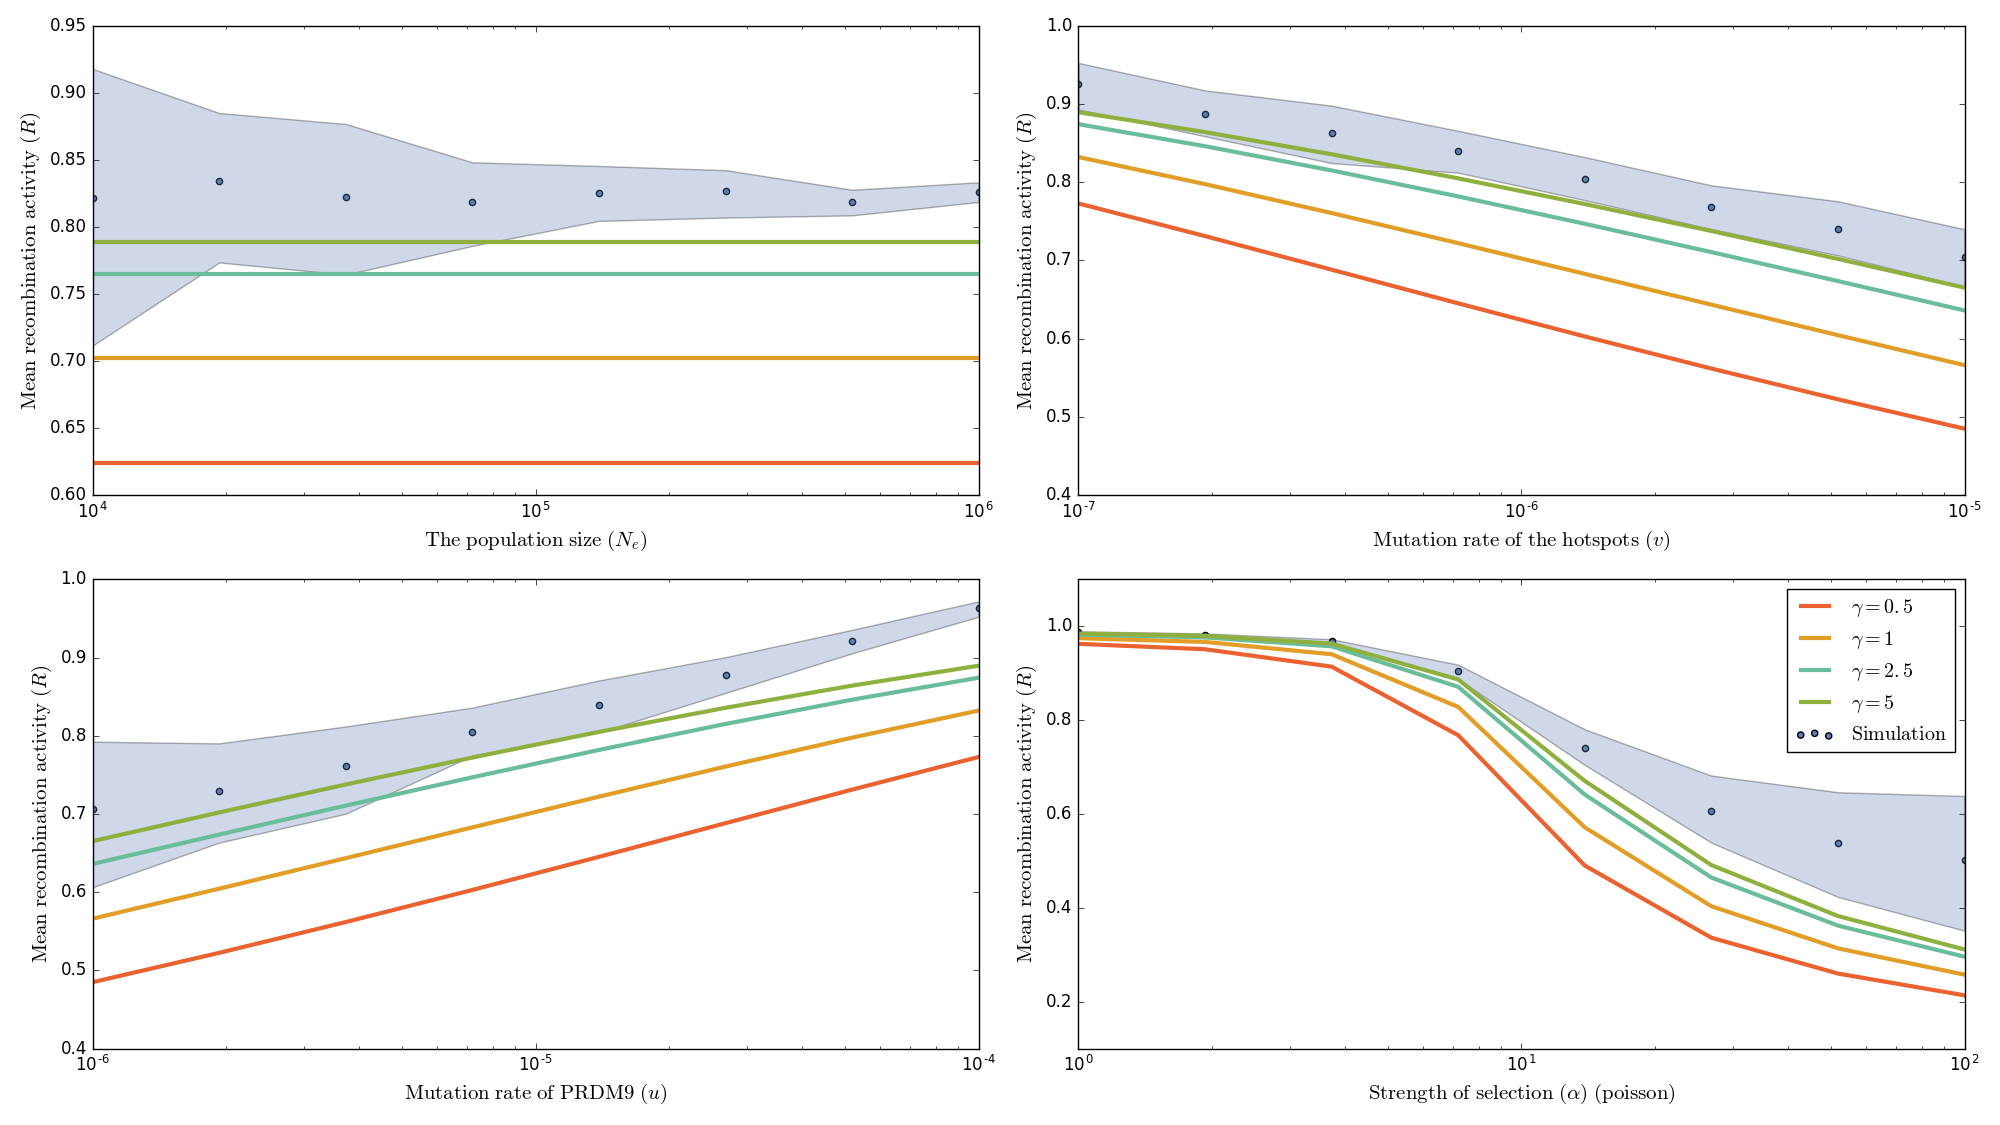 0.95
0.90
0.85
0.80
0.75
0.70
0.65
0.60
Mean recombination activity (R)
10^4 10^5 10^6
The population size (N_e)
1.0
0.9
0.8
0.7
0.6
0.5
0.4
Mean recombination activity (R)
10^-7 10^-6 10^-5
Mutation rate of the hotspots (v)
1.0
0.9
0.8
0.7
0.6
0.5
0.4
Mean recombination activity (R)
10^-6 10^-5 10^-4
Mutation rate of PRDM9 (u)
1.0
0.8
0.6
0.4
0.2
Mean recombination activity (R)
10^0 10^1 10^2
Strength of selection (α) (poisson)
γ = 0.5
γ = 1
γ = 2.5
γ = 5
Simulation